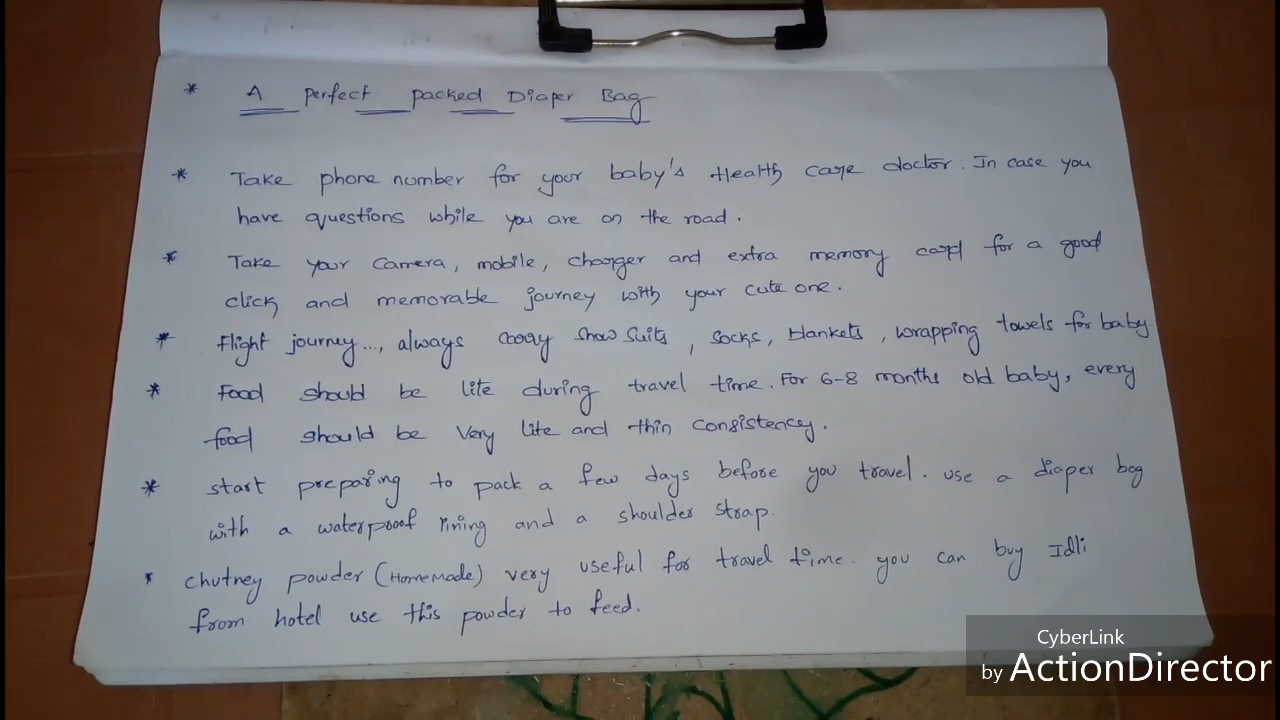 * A perfect packed Diaper Bag
* Take phone number for your baby's Health care doctor. In case you
have questions while you are on the road.
* Take your camera, mobile, charger and extra memory card for a good
click and memorable journey with your cute one.
* flight journey..., always carry snow suits, socks, blankets, wrapping towels for baby
* Food should be lite during travel time. For 6-8 months old baby, every
food should be very lite and thin consistency.
* start preparing to pack a few days before you travel. use a diaper bag
with a waterproof lining and a shoulder strap.
* chutney powder (Homemade) very useful for travel time. you can buy Idli
from hotel use this powder to feed.
CyberLink
by ActionDirector